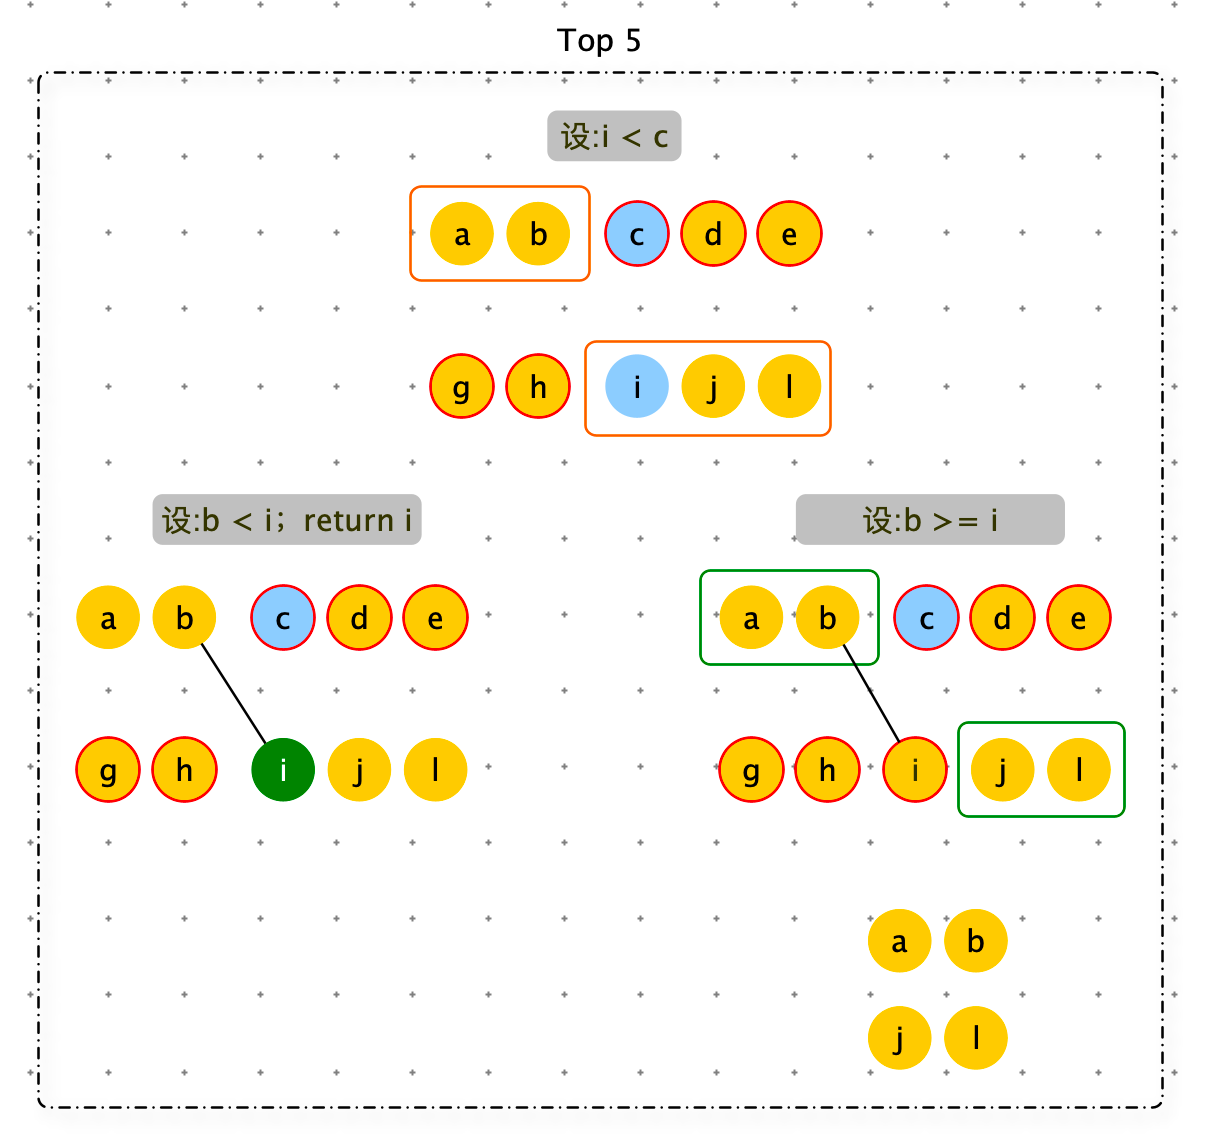 Top 5
设:i < c
a b c d e
g h i j l
设:b < i；return i
设:b >= i
a b c d e
a b c d e
g h i j l
g h i j l
a b
j l